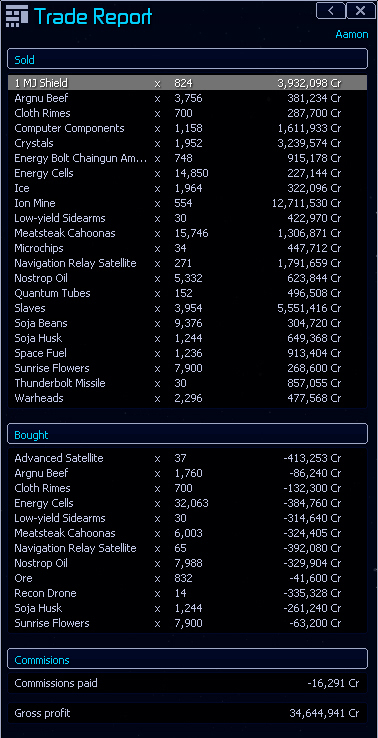 Trade Report
Aamon
Sold
1 MJ Shield x 824 3,932,098 Cr
Argnu Beef x 3,756 381,234 Cr
Cloth Rimes x 700 287,700 Cr
Computer Components x 1,158 1,611,933 Cr
Crystals x 1,952 3,239,574 Cr
Energy Bolt Chaingun Am... x 748 915,178 Cr
Energy Cells x 14,850 227,144 Cr
Ice x 1,964 322,096 Cr
Ion Mine x 554 12,711,530 Cr
Low-yield Sidearms x 30 422,970 Cr
Meatsteak Cahoonas x 15,746 1,306,871 Cr
Microchips x 34 447,712 Cr
Navigation Relay Satellite x 271 1,791,659 Cr
Nostrop Oil x 5,332 623,844 Cr
Quantum Tubes x 152 496,508 Cr
Slaves x 3,954 5,551,416 Cr
Soja Beans x 9,376 304,720 Cr
Soja Husk x 1,244 649,368 Cr
Space Fuel x 1,236 913,404 Cr
Sunrise Flowers x 7,900 268,600 Cr
Thunderbolt Missile x 30 857,055 Cr
Warheads x 2,296 477,568 Cr
Bought
Advanced Satellite x 37 -413,253 Cr
Argnu Beef x 1,760 -86,240 Cr
Cloth Rimes x 700 -132,300 Cr
Energy Cells x 32,063 -384,760 Cr
Low-yield Sidearms x 30 -314,640 Cr
Meatsteak Cahoonas x 6,003 -324,405 Cr
Navigation Relay Satellite x 65 -392,080 Cr
Nostrop Oil x 7,988 -329,904 Cr
Ore x 832 -41,600 Cr
Recon Drone x 14 -335,328 Cr
Soja Husk x 1,244 -261,240 Cr
Sunrise Flowers x 7,900 -63,200 Cr
Commisions
Commissions paid -16,291 Cr
Gross profit 34,644,941 Cr